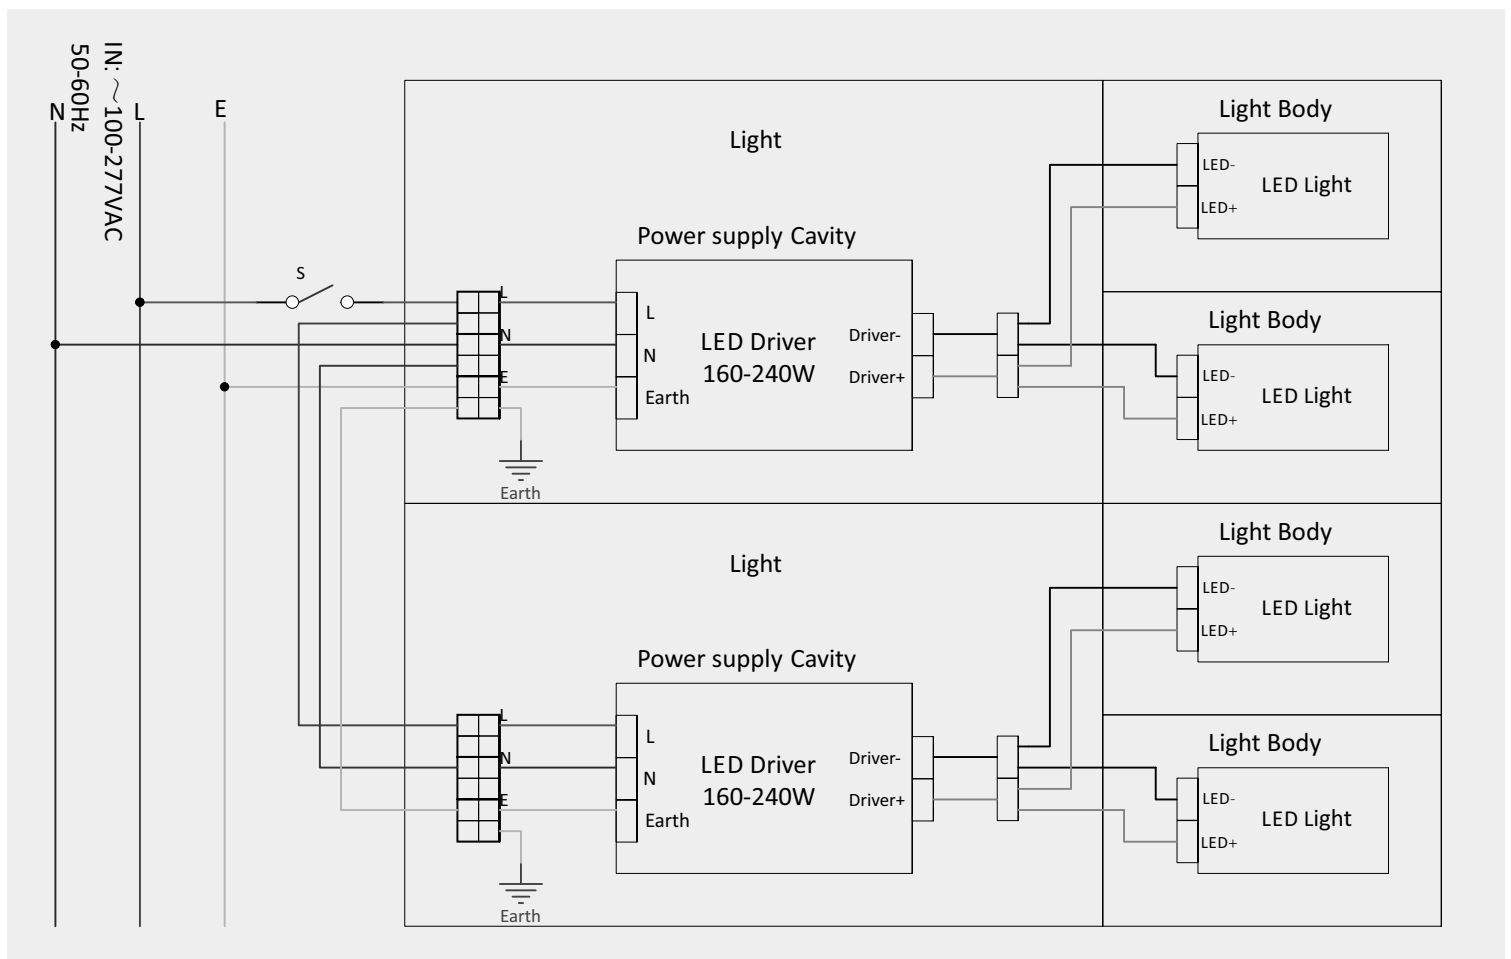 IN: ～100-277VAC
50-60Hz
N
L
E
S
Light
Power supply Cavity
L
N
E
L
N
Earth
LED Driver
160-240W
Driver-
Driver+
Earth
Light Body
LED-
LED+
LED Light
Light Body
LED-
LED+
LED Light
Light
Power supply Cavity
L
N
E
L
N
Earth
LED Driver
160-240W
Driver-
Driver+
Earth
Light Body
LED-
LED+
LED Light
Light Body
LED-
LED+
LED Light